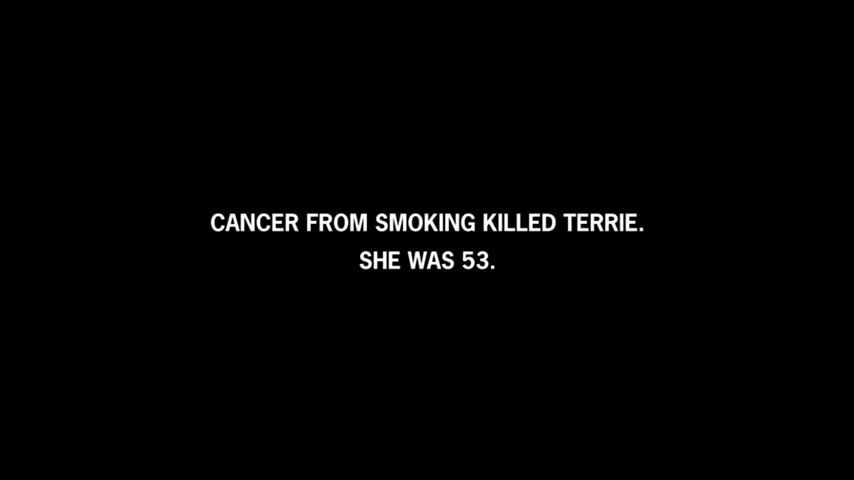 CANCER FROM SMOKING KILLED TERRIE.
SHE WAS 53.